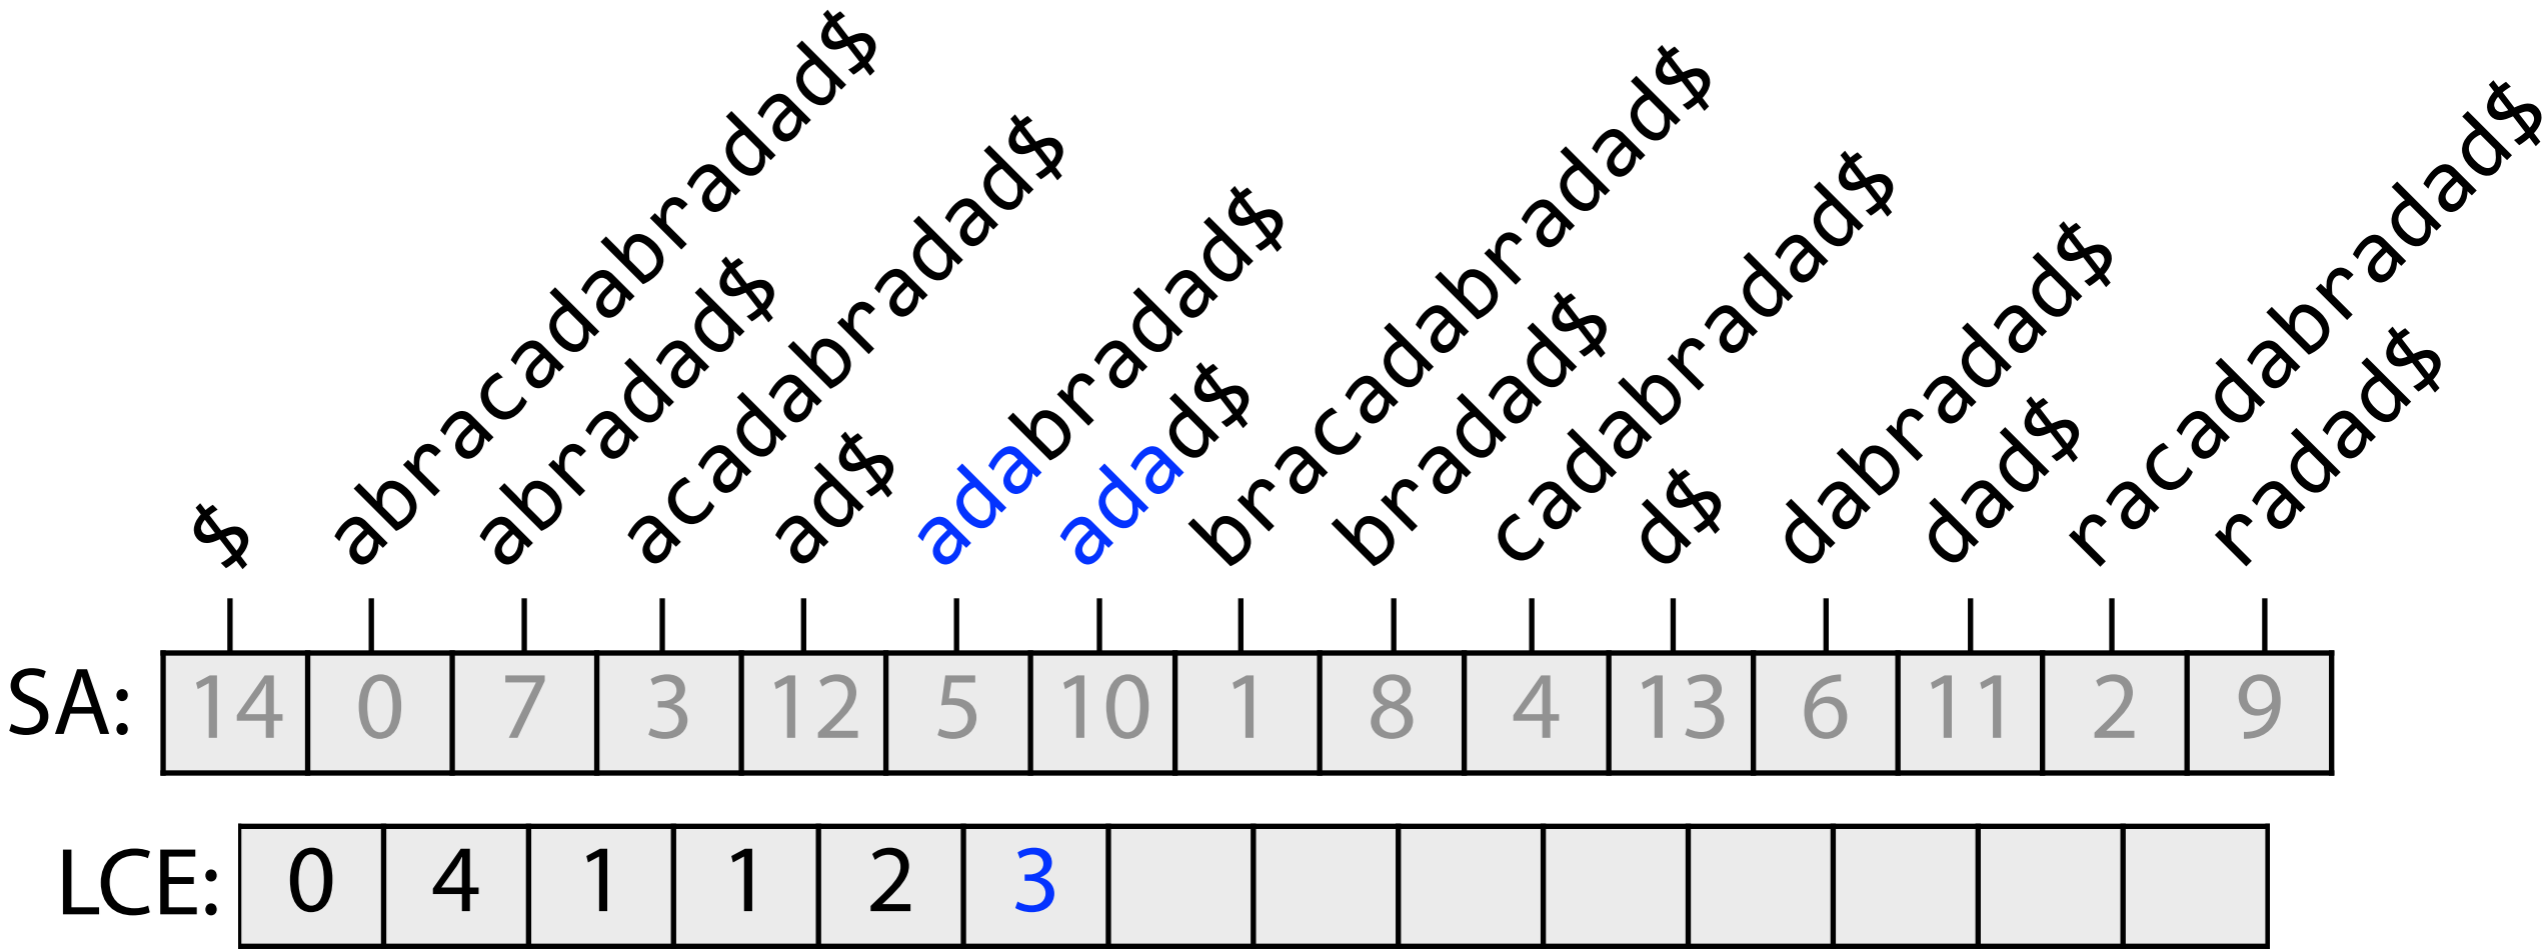 $
abracadabradad$
abradad$
acadabradad$
ad$
adabradad$
adad$
bracadabradad$
bradad$
cadabradad$
d$
dabradad$
dad$
racadabradad$
radad$
SA: 14 0 7 3 12 5 10 1 8 4 13 6 11 2 9
LCE: 0 4 1 1 2 3